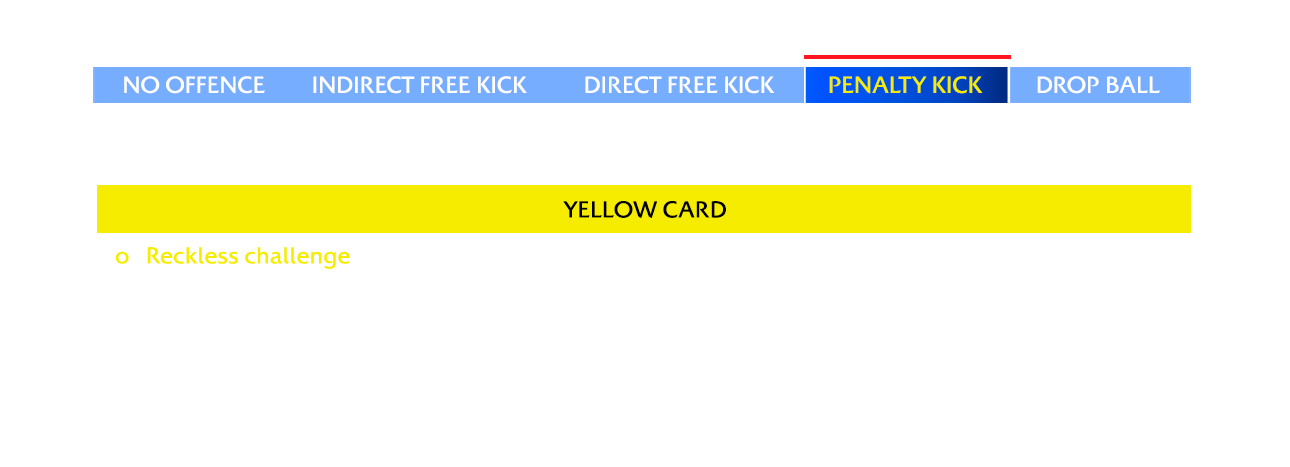 NO OFFENCE INDIRECT FREE KICK DIRECT FREE KICK PENALTY KICK DROP BALL
YELLOW CARD
o Reckless challenge